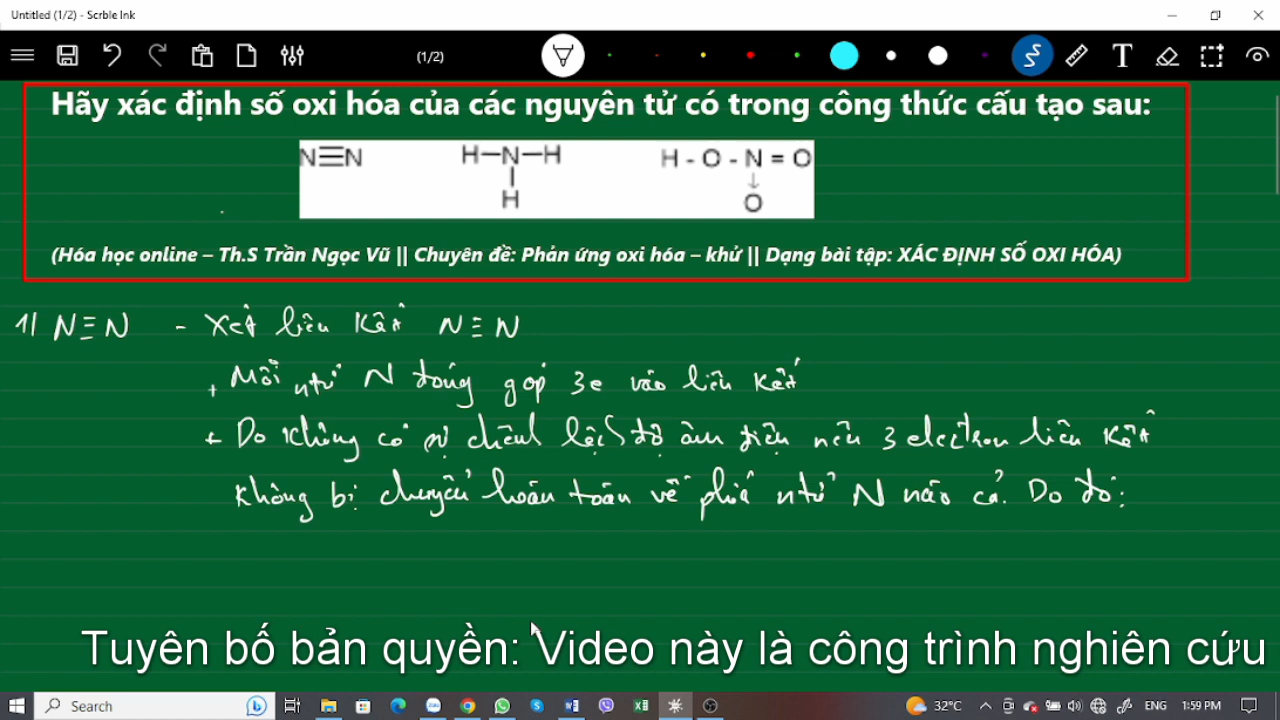 Untitled (1/2) - Scrble Ink
(1/2)
Hãy xác định số oxi hóa của các nguyên tử có trong công thức cấu tạo sau:
N≡N H–N–H H - O - N = O
| ↓
H O
(Hóa học online – Th.S Trần Ngọc Vũ || Chuyên đề: Phản ứng oxi hóa – khử || Dạng bài tập: XÁC ĐỊNH SỐ OXI HÓA)
1) N≡N - Xét liên kết N≡N
+ Mỗi ntử N đóng góp 3e vào liên kết
+ Do không có sự chênh lệch độ âm điện nên 3 electron liên kết
không bị chuyển hoàn toàn về phía ntử N nào cả. Do đó:
Tuyên bố bản quyền: Video này là công trình nghiên cứu
Search 32°C 1:59 PM